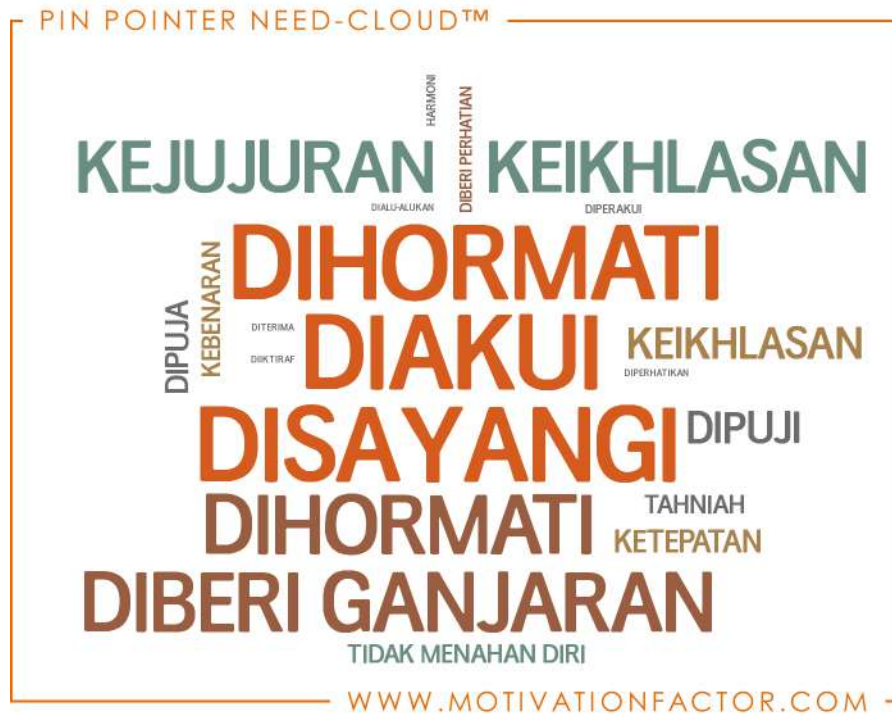 PIN POINTER NEED-CLOUD™
HARMONI
DIBERI PERHATIAN
KEJUJURAN
KEIKHLASAN
DIALU-ALUKAN
DIPERAKUI
DIHORMATI
KEBENARAN
DIPUJA
DITERIMA
DIIKTIRAF
DIAKUI
KEIKHLASAN
DIPERHATIKAN
DISAYANGI
DIPUJI
DIHORMATI
TAHNIAH
KETEPATAN
DIBERI GANJARAN
TIDAK MENAHAN DIRI
WWW.MOTIVATIONFACTOR.COM